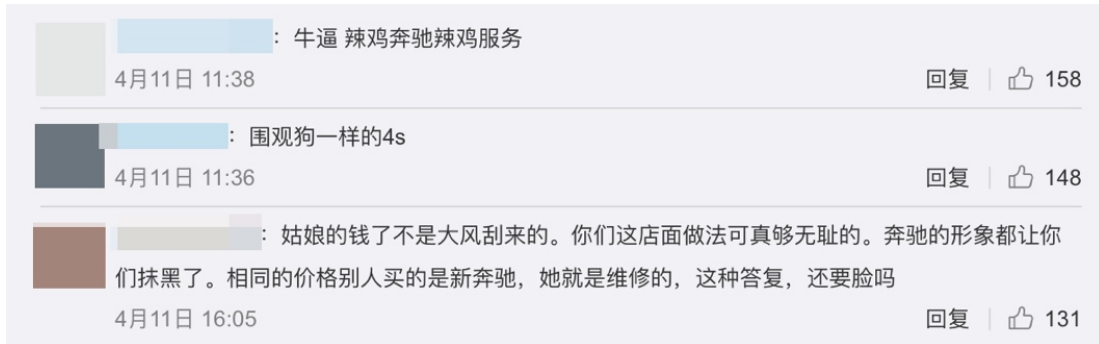 ：牛逼 辣鸡奔驰辣鸡服务
4月11日 11:38 回复 158
：围观狗一样的4s
4月11日 11:36 回复 148
：姑娘的钱了不是大风刮来的。你们这店面做法可真够无耻的。奔驰的形象都让你
们抹黑了。相同的价格别人买的是新奔驰，她就是维修的，这种答复，还要脸吗
4月11日 16:05 回复 131